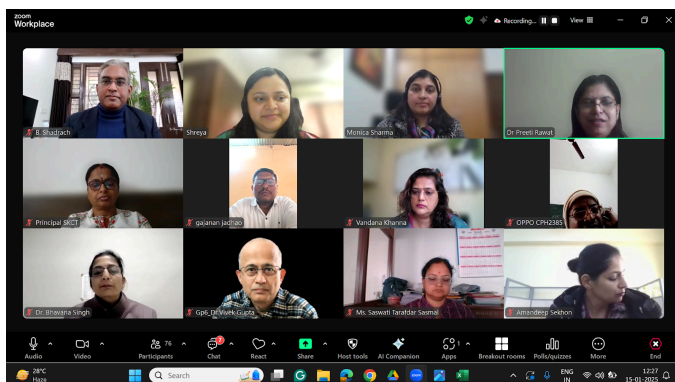 zoom
Workplace
Recording...
View
B. Shadrach
Shreya
Monica Sharma
Dr Preeti Rawat
Principal SKCT
gajanan jadhao
Vandana Khanna
OPPO CPH2385
Dr. Bhavana Singh
Gp6_Dr.Vivek Gupta
Ms. Saswati Tarafdar Sasmal
Amandeep Sekhon
76
Audio
Video
Participants
Chat
React
Share
Host tools
AI Companion
Apps
Breakout rooms
Polls/quizzes
More
End
28°C
Haze
Search
ENG
IN
12:27
15-01-2025